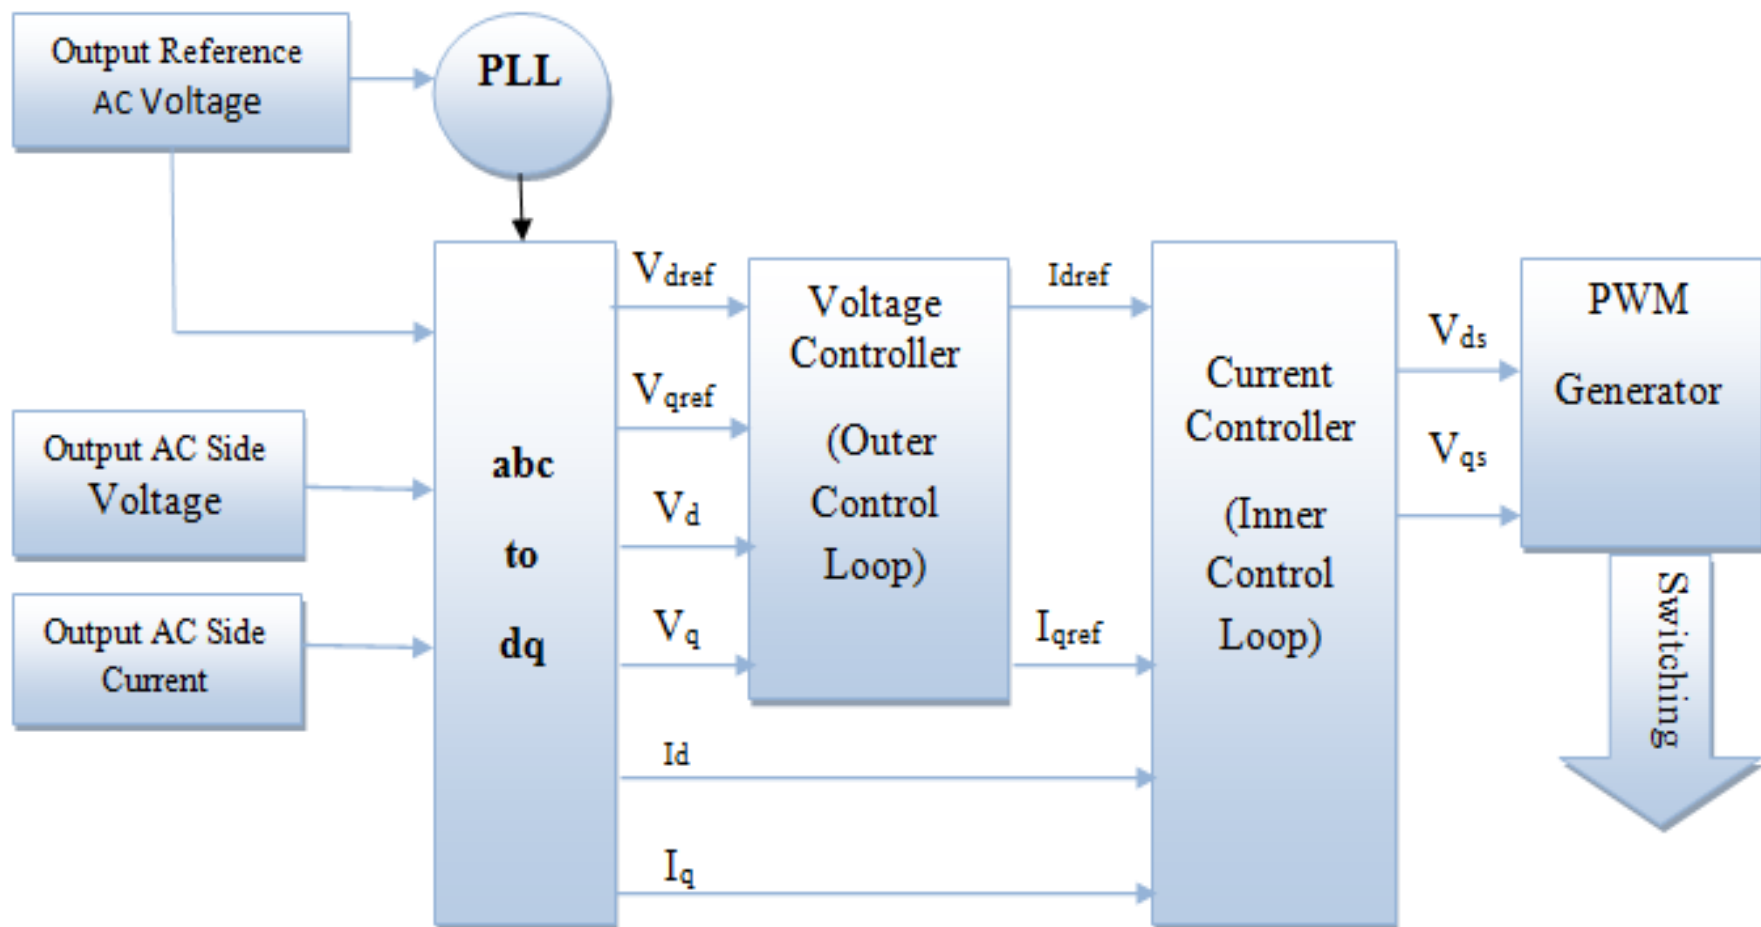 Output Reference
AC Voltage
PLL
Output AC Side
Voltage
Output AC Side
Current
abc
to
dq
Vdref
Vqref
Vd
Vq
Id
Iq
Voltage
Controller
(Outer
Control
Loop)
Idref
Iqref
Current
Controller
(Inner
Control
Loop)
Vds
Vqs
PWM
Generator
Switching